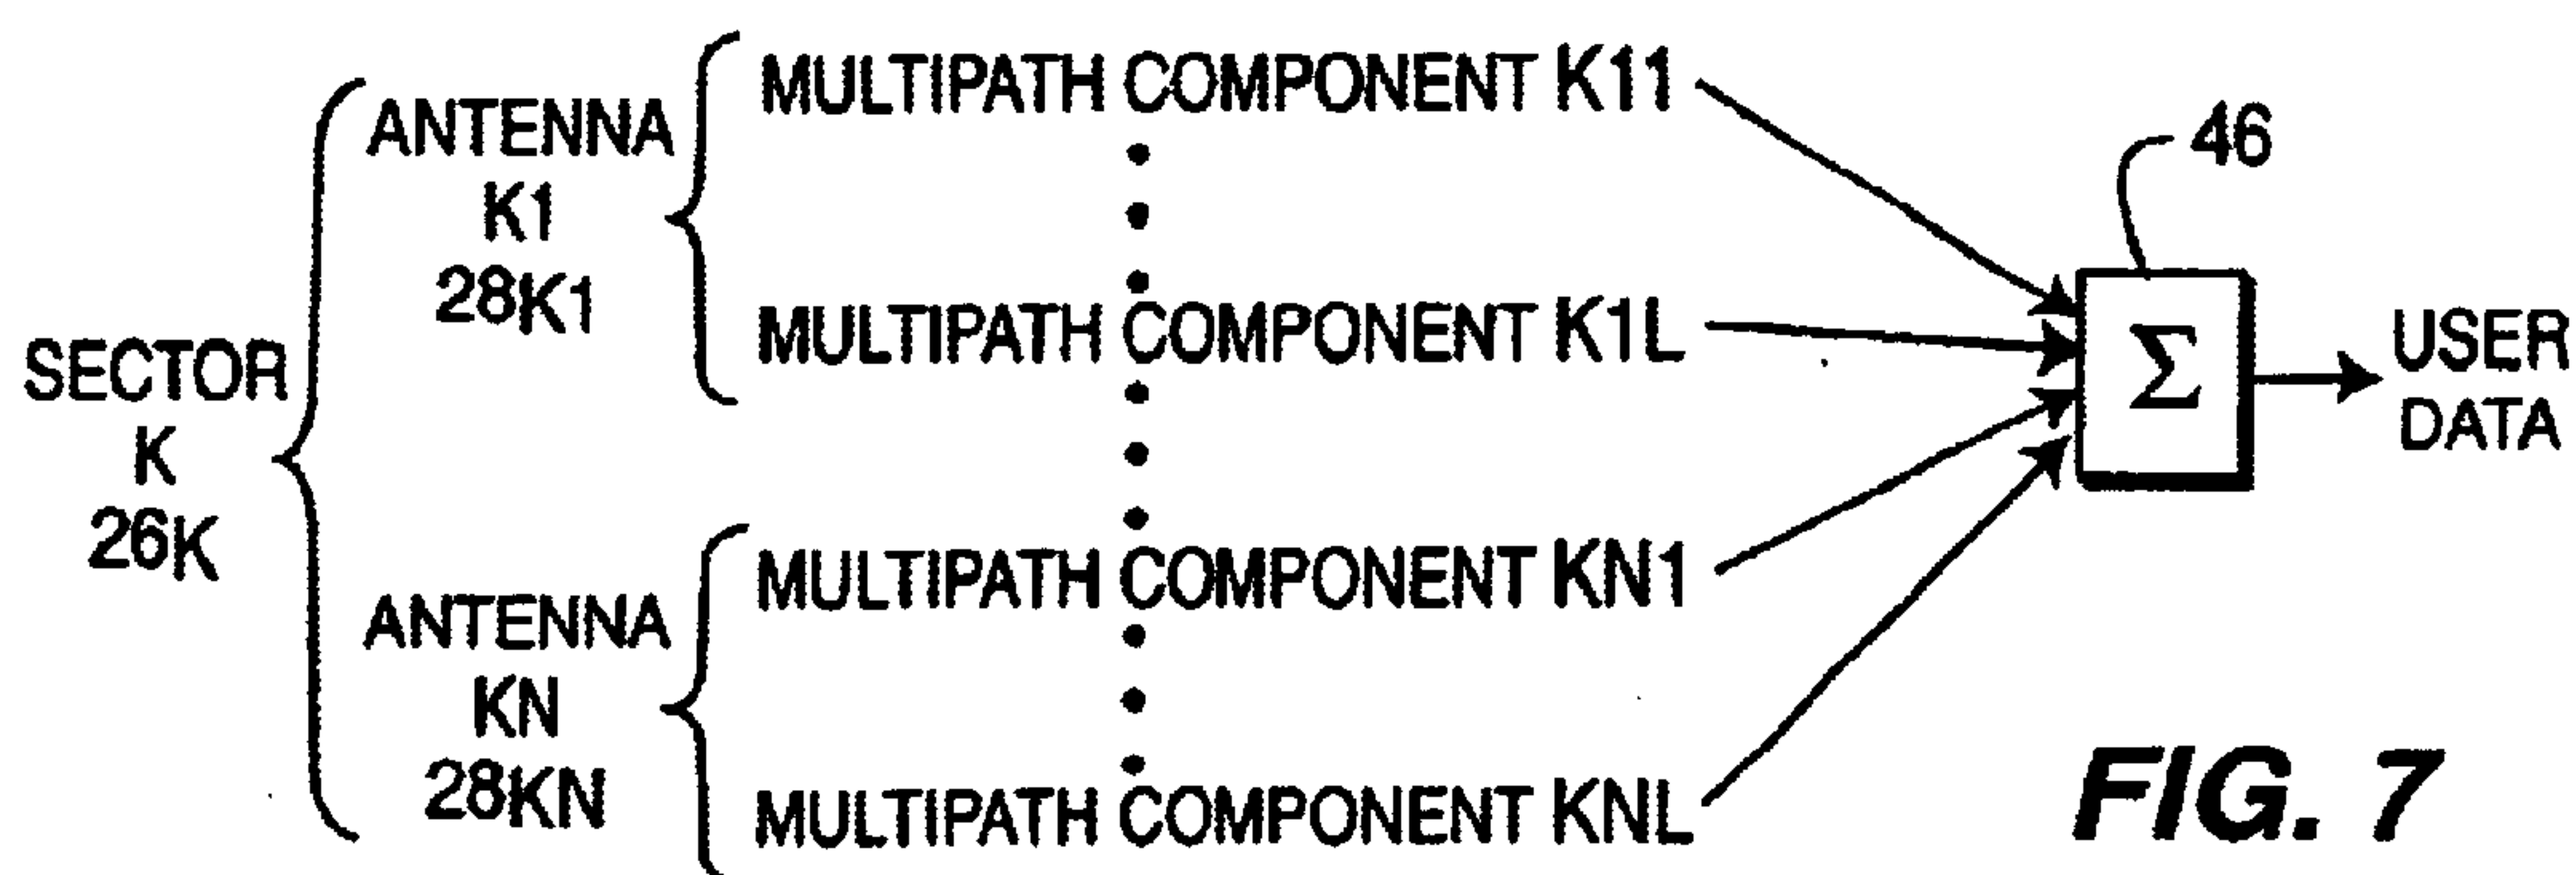 SECTOR
K
26K
ANTENNA
K1
28K1
MULTIPATH COMPONENT K11
MULTIPATH COMPONENT K1L
ANTENNA
KN
28KN
MULTIPATH COMPONENT KN1
MULTIPATH COMPONENT KNL
46
Σ
USER
DATA
FIG. 7